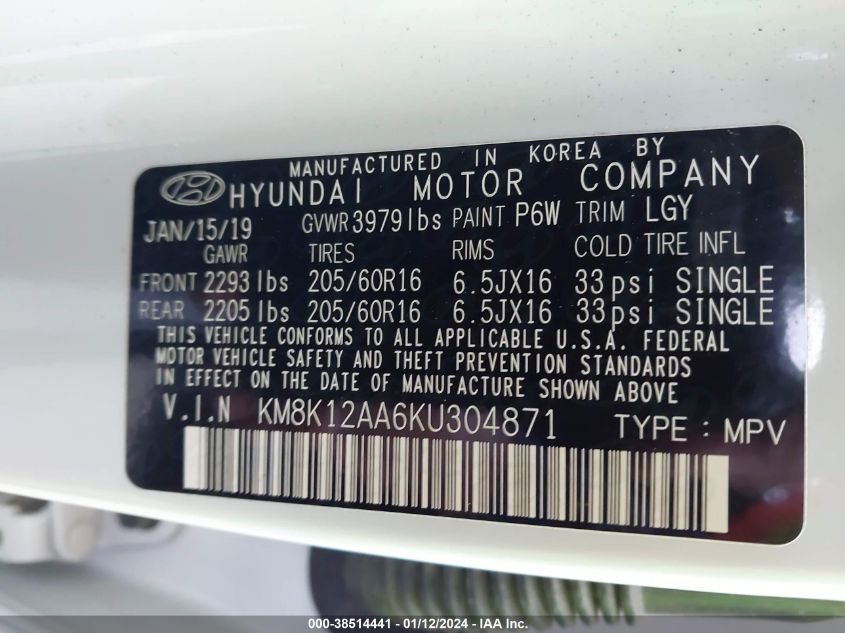 MANUFACTURED IN KOREA BY
HYUNDAI MOTOR COMPANY
JAN/15/19 GVWR 3979lbs PAINT P6W TRIM LGY
GAWR TIRES RIMS COLD TIRE INFL
FRONT 2293lbs 205/60R16 6.5JX16 33psi SINGLE
REAR 2205lbs 205/60R16 6.5JX16 33psi SINGLE
THIS VEHICLE CONFORMS TO ALL APPLICABLE U.S.A. FEDERAL
MOTOR VEHICLE SAFETY AND THEFT PREVENTION STANDARDS
IN EFFECT ON THE DATE OF MANUFACTURE SHOWN ABOVE
V.I.N KM8K12AA6KU304871 TYPE : MPV
000-38514441 - 01/12/2024 - IAA Inc.